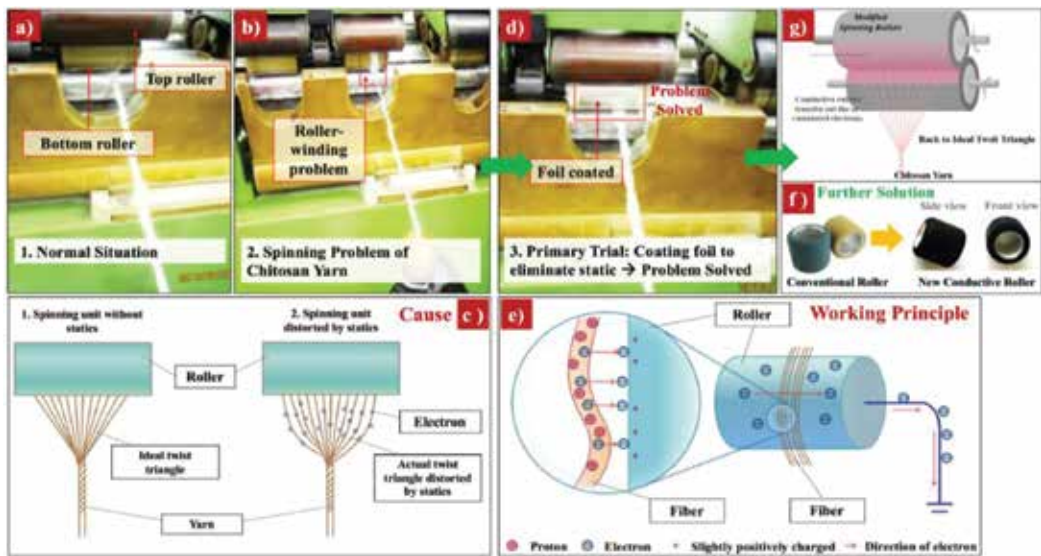 a)
Top roller
Bottom roller
1. Normal Situation
b)
Roller-
winding
problem
2. Spinning Problem of
Chitosan Yarn
d)
Problem
Solved
Foil coated
3. Primary Trial: Coating foil to
eliminate static → Problem Solved
g)
Modified
Spinning Rollers
Back to Ideal Twist Triangle
Chitosan Yarn
f)
Further Solution
Side view
Front view
Conventional Roller
New Conductive Roller
Cause
c )
1. Spinning unit without
statics
2. Spinning unit
distorted by statics
Roller
Electron
Ideal twist
triangle
Actual twist
triangle distorted
by statics
Yarn
e)
Roller
Working Principle
Fiber
Fiber
Proton
Electron
Slightly positively charged
Direction of electron